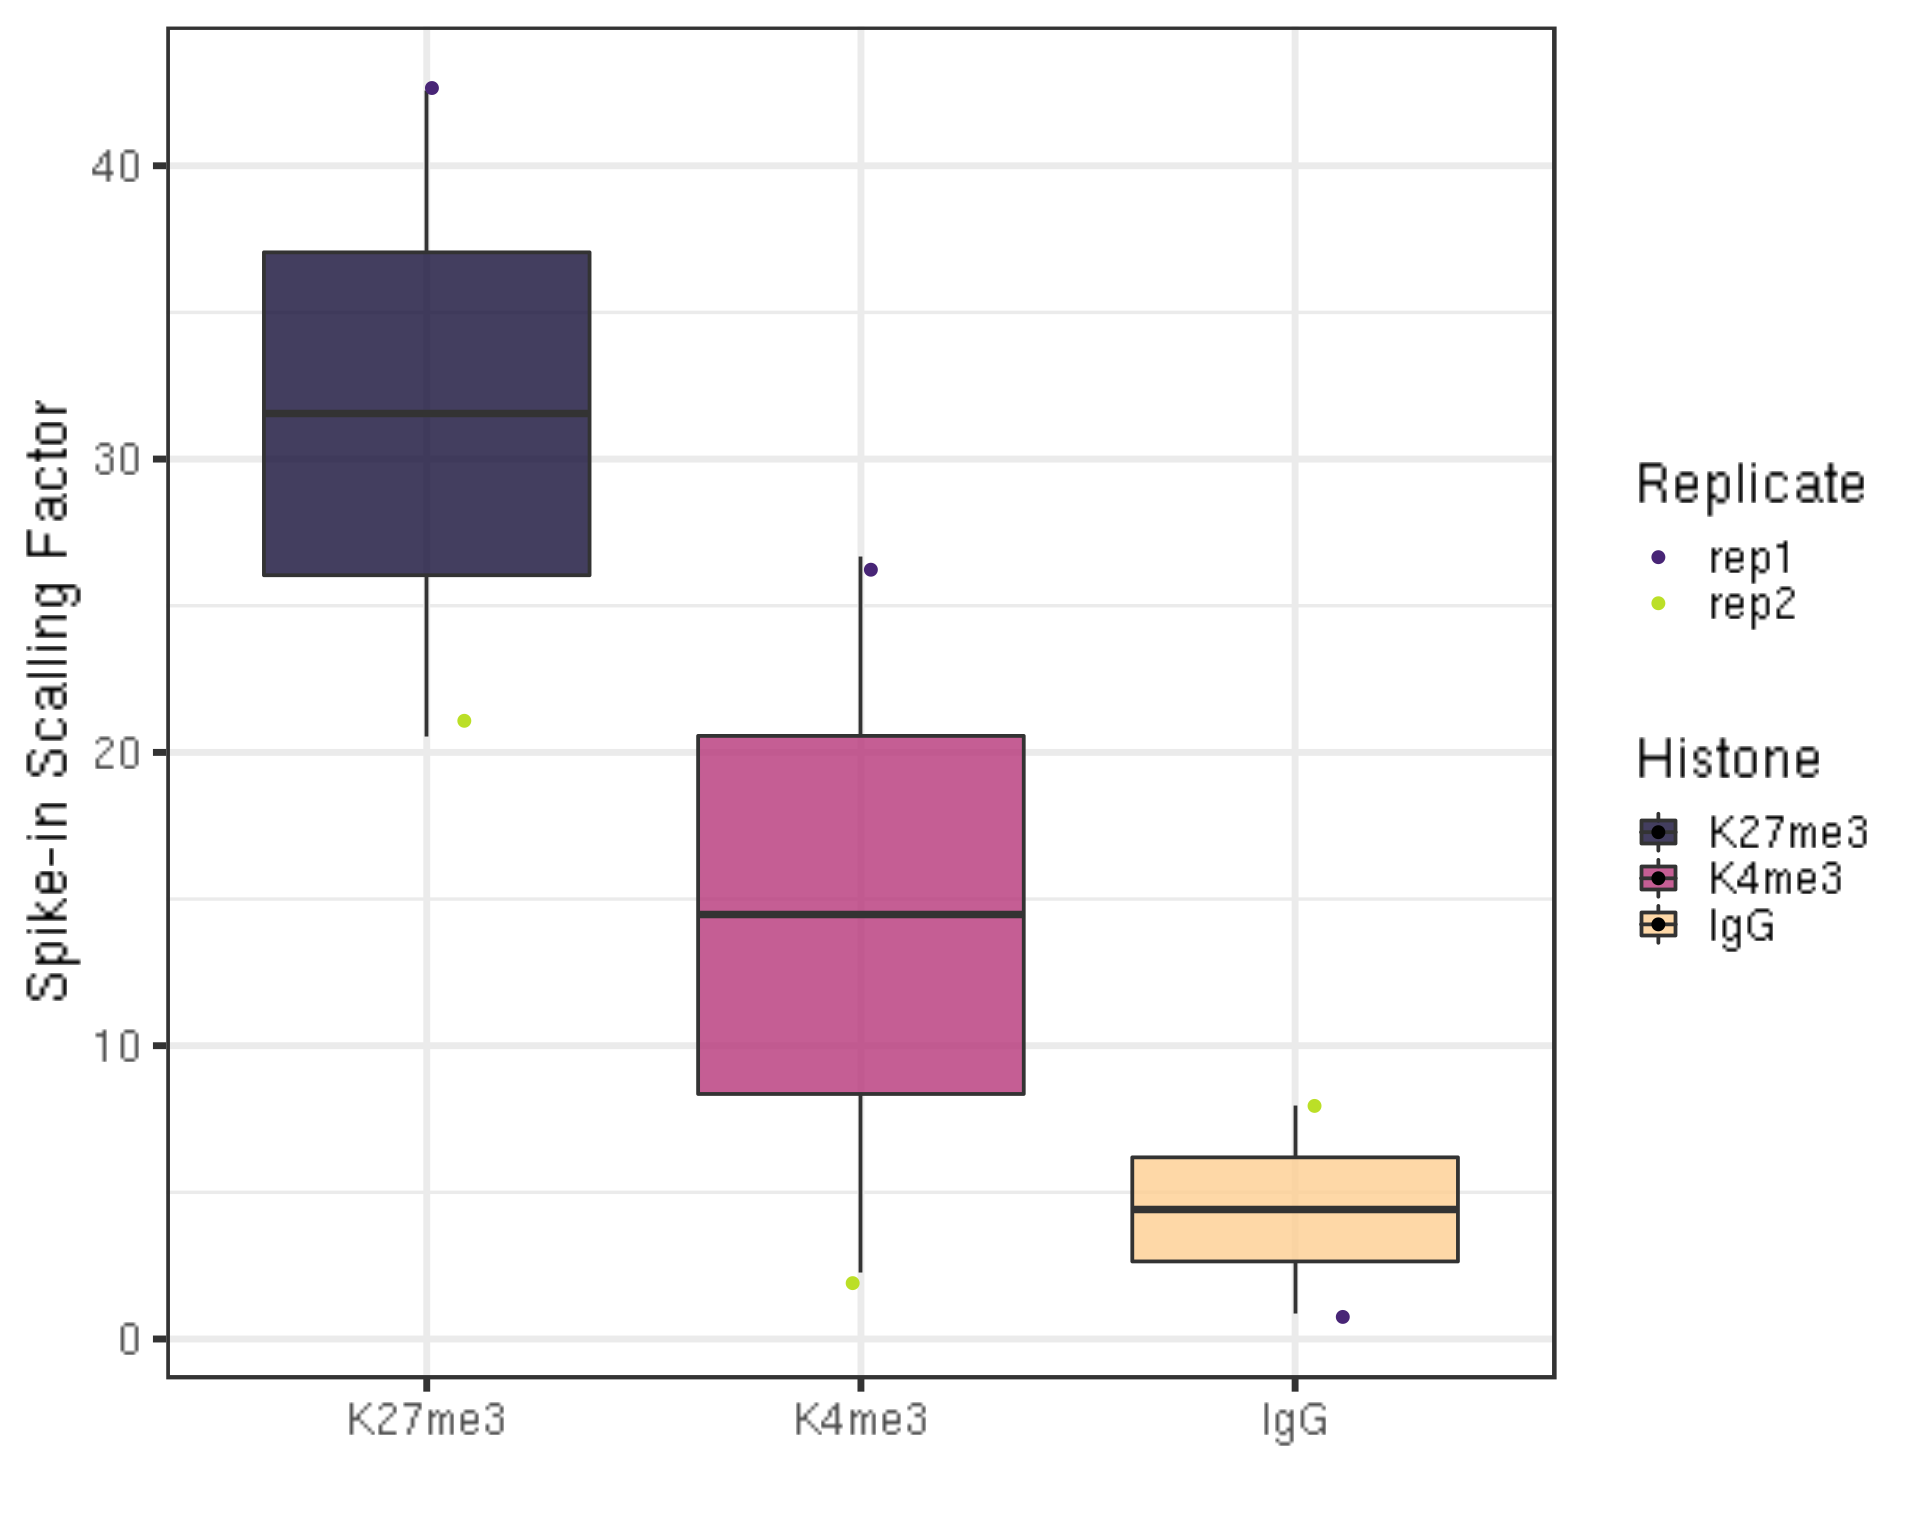 Spike-in Scalling Factor
40
30
20
10
0
K27me3
K4me3
IgG
Replicate
rep1
rep2
Histone
K27me3
K4me3
IgG